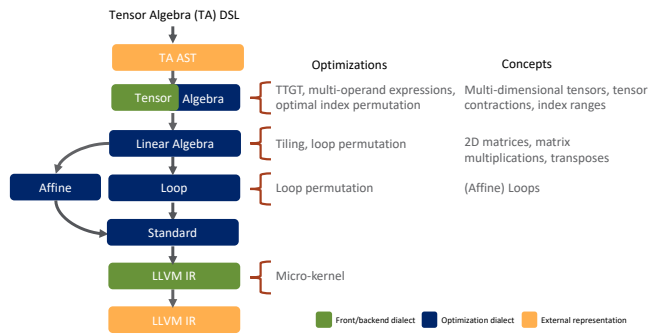 Tensor Algebra (TA) DSL
TA AST
Optimizations
Concepts
Tensor Algebra
TTGT, multi-operand expressions,
optimal index permutation
Multi-dimensional tensors, tensor
contractions, index ranges
Linear Algebra
Tiling, loop permutation
2D matrices, matrix
multiplications, transposes
Affine
Loop
Loop permutation
(Affine) Loops
Standard
LLVM IR
Micro-kernel
LLVM IR
Front/backend dialect
Optimization dialect
External representation